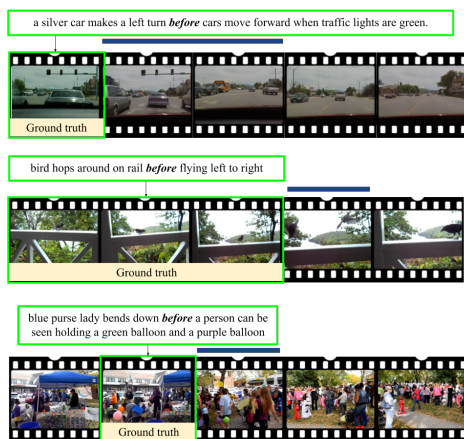 a silver car makes a left turn before cars move forward when traffic lights are green.
Ground truth
bird hops around on rail before flying left to right
Ground truth
blue purse lady bends down before a person can be
seen holding a green balloon and a purple balloon
Ground truth